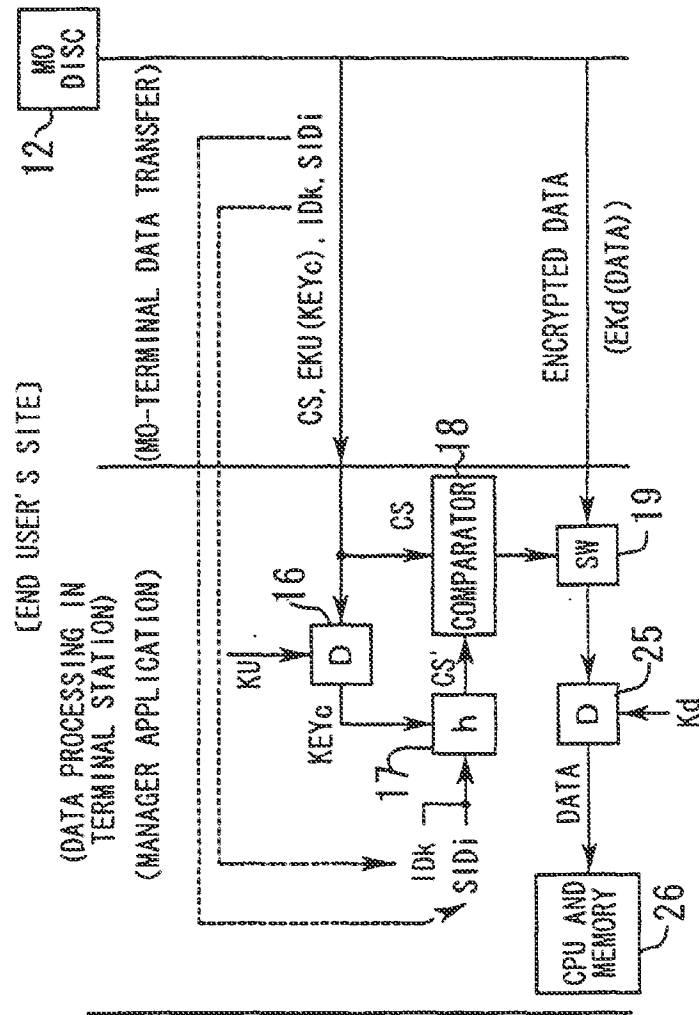 (END USER'S SITE)
(DATA PROCESSING IN
TERMINAL STATION)
(MANAGER APPLICATION)
(MO-TERMINAL DATA TRANSFER)
12
MO
DISC
CS, EKU(KEYc), IDk, SIDi
KU
16
D
CS
KEYc
17
h
CS'
18
COMPARATOR
IDk
SIDi
ENCRYPTED DATA
(EKd(DATA))
SW
19
D
25
Kd
DATA
CPU AND
MEMORY
26